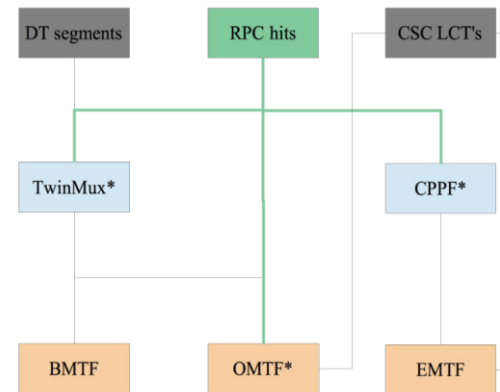 DT segments
RPC hits
CSC LCT's
TwinMux*
CPPF*
BMTF
OMTF*
EMTF